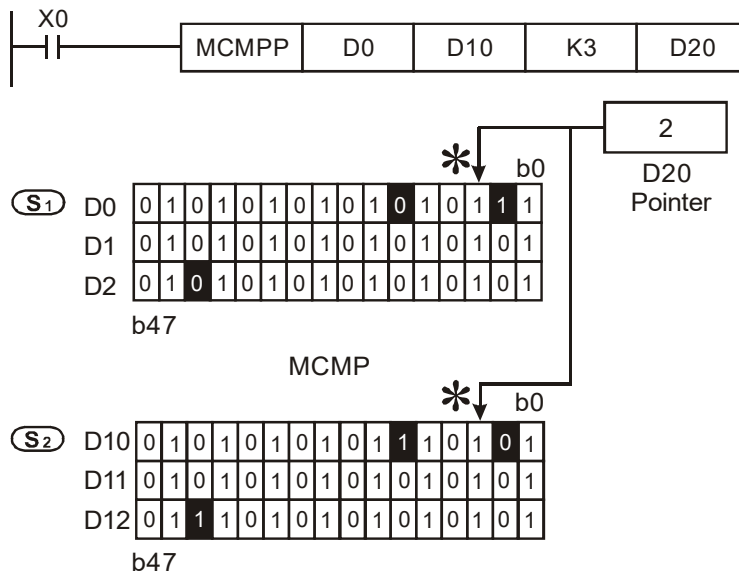 X0
MCMPP D0 D10 K3 D20
2
* b0 D20
S1 D0 0 1 0 1 0 1 0 1 0 1 0 1 0 1 1 1 Pointer
D1 0 1 0 1 0 1 0 1 0 1 0 1 0 1 0 1
D2 0 1 0 1 0 1 0 1 0 1 0 1 0 1 0 1
b47
MCMP
* b0
S2 D10 0 1 0 1 0 1 0 1 0 1 1 1 0 1 0 1
D11 0 1 0 1 0 1 0 1 0 1 0 1 0 1 0 1
D12 0 1 1 1 0 1 0 1 0 1 0 1 0 1 0 1
b47